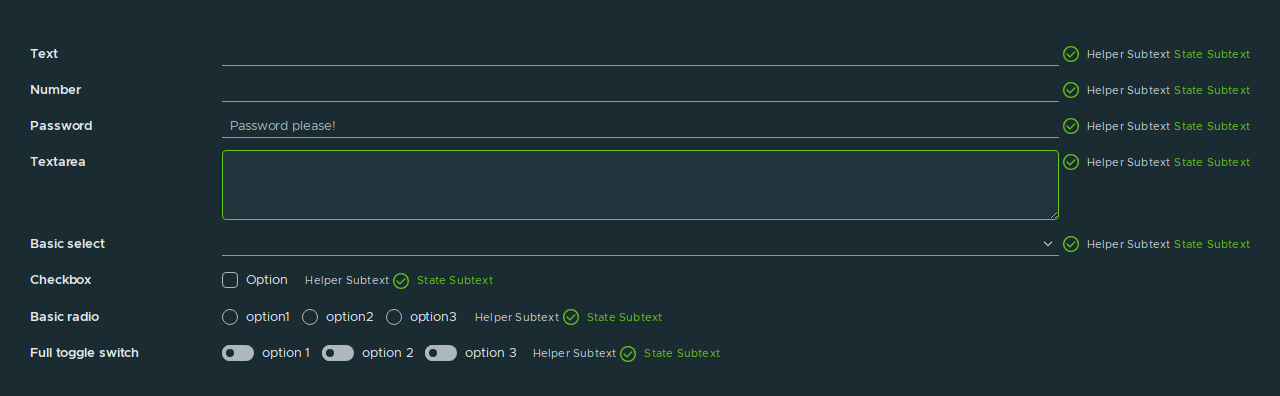 Text Helper Subtext State Subtext
Number Helper Subtext State Subtext
Password Password please! Helper Subtext State Subtext
Textarea Helper Subtext State Subtext
Basic select Helper Subtext State Subtext
Checkbox Option Helper Subtext State Subtext
Basic radio option1 option2 option3 Helper Subtext State Subtext
Full toggle switch option 1 option 2 option 3 Helper Subtext State Subtext